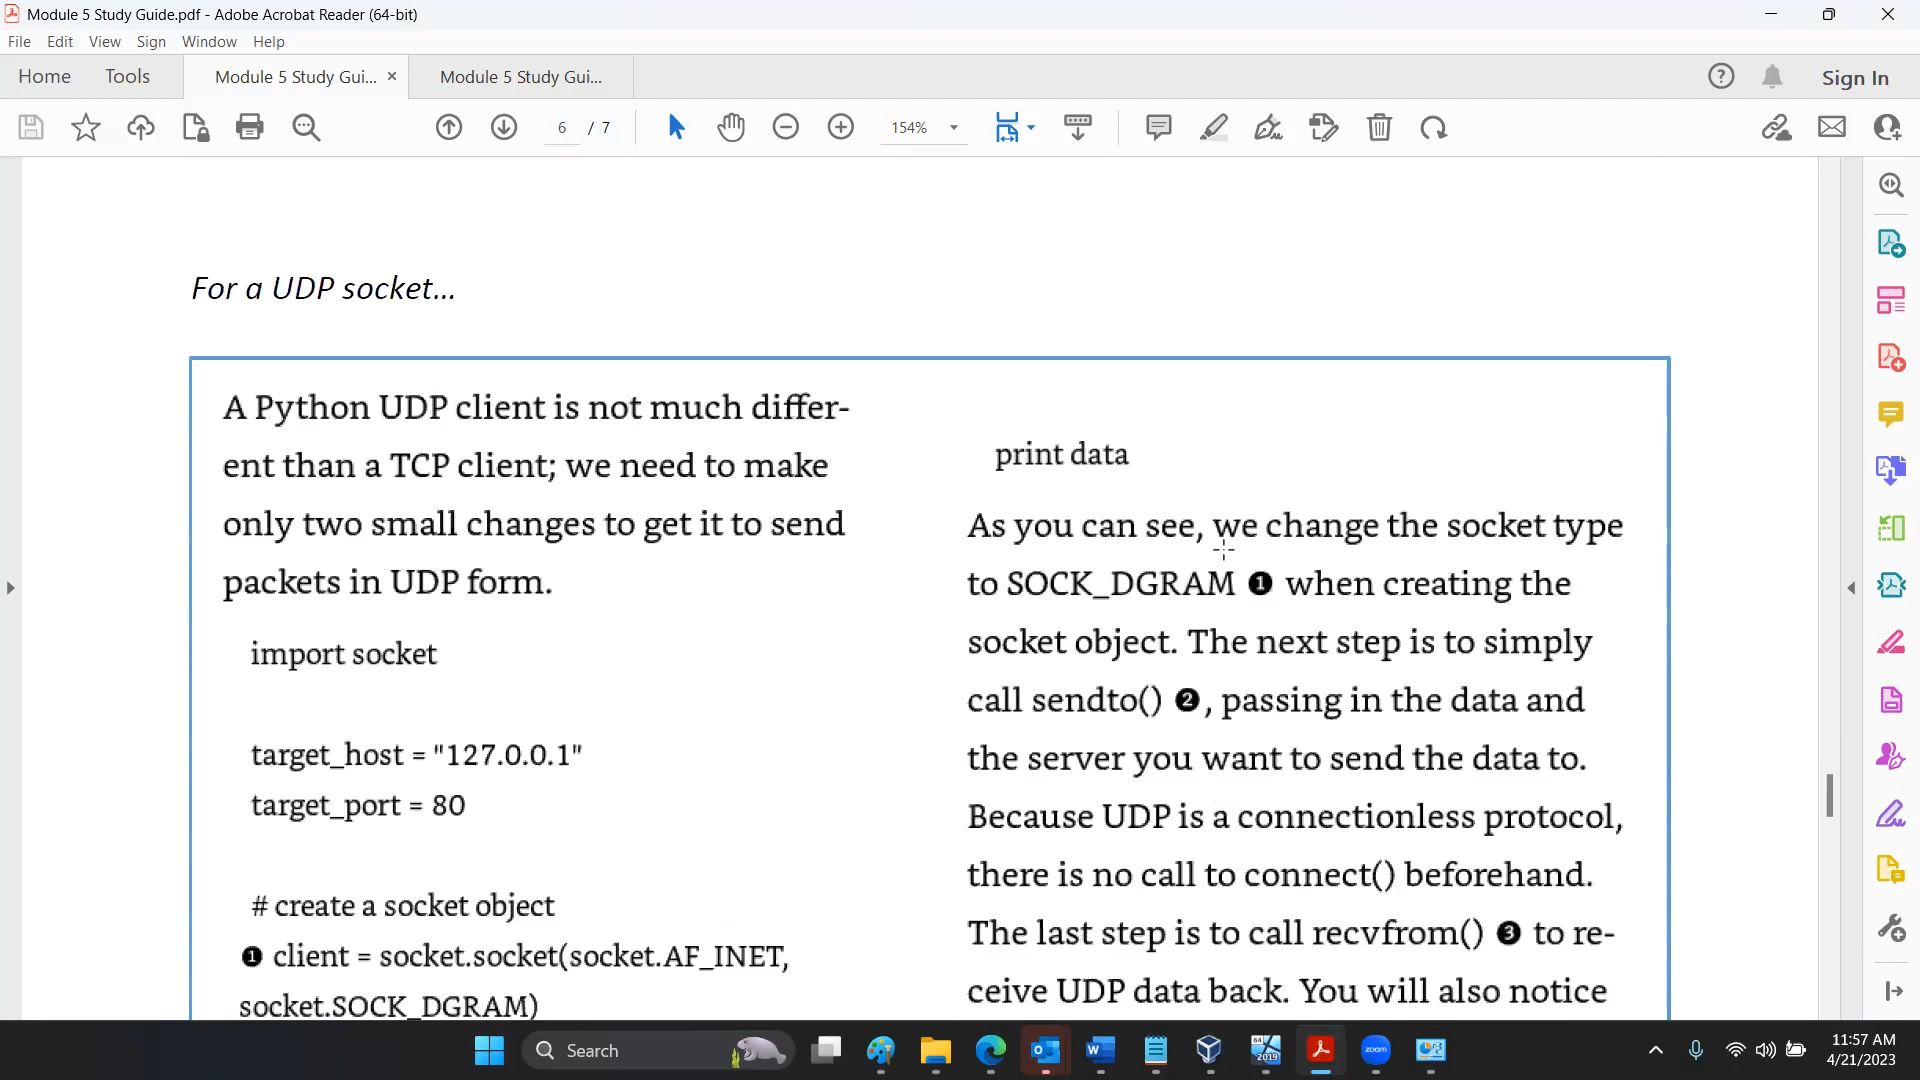 Module 5 Study Guide.pdf - Adobe Acrobat Reader (64-bit)
File Edit View Sign Window Help
Home Tools Module 5 Study Gui... × Module 5 Study Gui... Sign In
6 / 7 154%
For a UDP socket...
A Python UDP client is not much differ-
ent than a TCP client; we need to make
only two small changes to get it to send
packets in UDP form.
import socket
target_host = "127.0.0.1"
target_port = 80
# create a socket object
❶ client = socket.socket(socket.AF_INET,
socket.SOCK_DGRAM)
print data
As you can see, we change the socket type
to SOCK_DGRAM ❶ when creating the
socket object. The next step is to simply
call sendto() ❷, passing in the data and
the server you want to send the data to.
Because UDP is a connectionless protocol,
there is no call to connect() beforehand.
The last step is to call recvfrom() ❸ to re-
ceive UDP data back. You will also notice
Search
64
2019
zoom
11:57 AM
4/21/2023